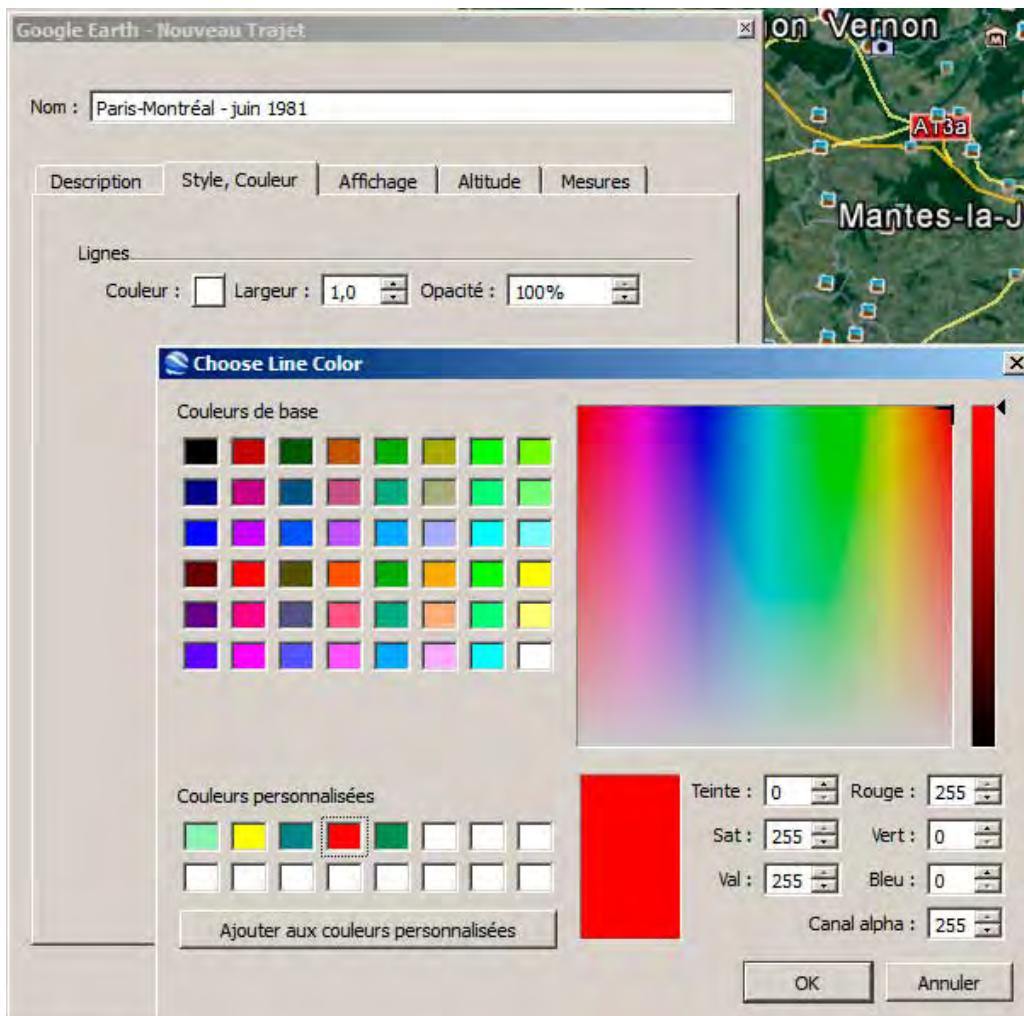 Google Earth - Nouveau Trajet
on Vernon
Nom : Paris-Montréal - juin 1981
A13a
Description Style, Couleur Affichage Altitude Mesures
Mantes-la-J
Lignes
Couleur : Largeur : 1,0 Opacité : 100%
Choose Line Color
Couleurs de base
Couleurs personnalisées
Teinte : 0 Rouge : 255
Sat : 255 Vert : 0
Val : 255 Bleu : 0
Canal alpha : 255
Ajouter aux couleurs personnalisées
OK Annuler